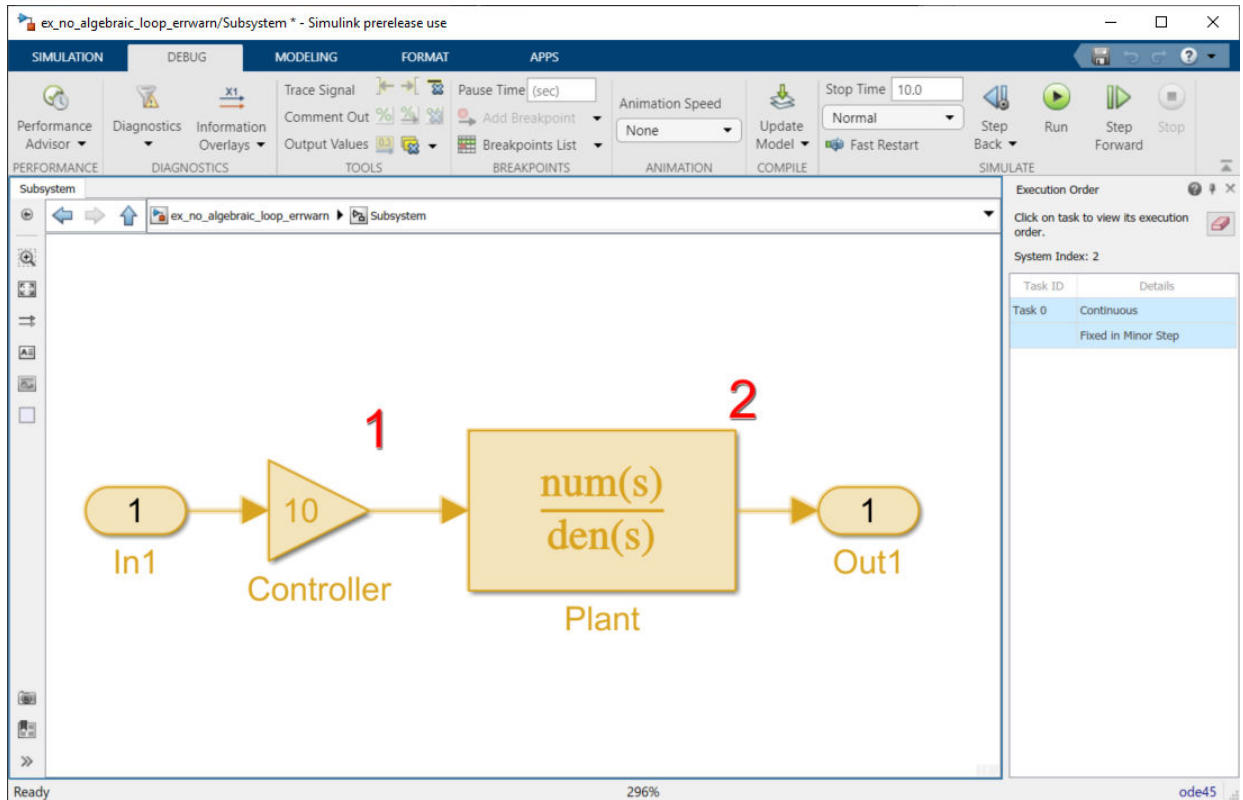 ex_no_algebraic_loop_errwarn/Subsystem * - Simulink prerelease use
SIMULATION DEBUG MODELING FORMAT APPS
Performance Advisor
PERFORMANCE
Diagnostics
Information Overlays
DIAGNOSTICS
Trace Signal
Comment Out
Output Values
TOOLS
Pause Time (sec)
Add Breakpoint
Breakpoints List
BREAKPOINTS
Animation Speed
None
ANIMATION
Update Model
COMPILE
Stop Time 10.0
Normal
Fast Restart
Step Back
Run
Step Forward
Stop
SIMULATE
Subsystem
ex_no_algebraic_loop_errwarn Subsystem
1
2
1
10
num(s)
den(s)
1
In1
Controller
Plant
Out1
Execution Order
Click on task to view its execution
order.
System Index: 2
Task ID Details
Task 0 Continuous
Fixed in Minor Step
Ready 296% ode45